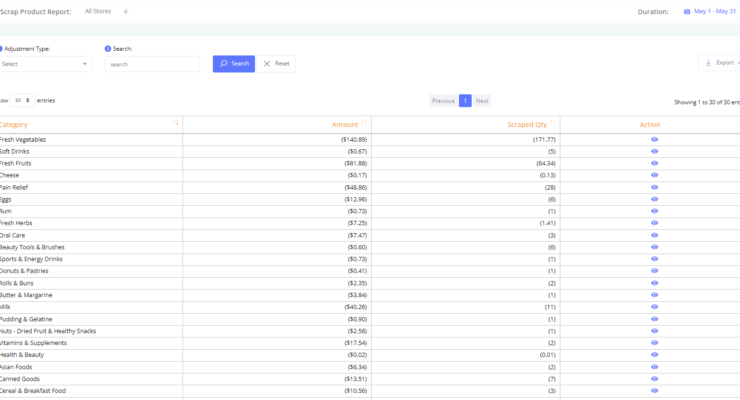 Scrap Product Report: All Stores + Duration: May 1 - May 31
Adjustment Type: Search:
Select search Search Reset Export
50 entries Previous 1 Next Showing 1 to 30 of 30
Category Amount Scraped Qty Action
Fresh Vegetables ($140.89) (171.77)
Soft Drinks ($0.67) (5)
Fresh Fruits ($81.88) (64.34)
Cheese ($0.17) (0.13)
Pain Relief ($48.86) (28)
Eggs ($12.96) (6)
Rum ($0.73) (1)
Fresh Herbs ($7.25) (1.41)
Oral Care ($7.47) (3)
Beauty Tools & Brushes ($0.60) (6)
Sports & Energy Drinks ($0.73) (1)
Donuts & Pastries ($0.41) (1)
Rolls & Buns ($2.35) (2)
Butter & Margarine ($3.84) (1)
Milk ($40.26) (11)
Pudding & Gelatine ($0.90) (1)
Nuts - Dried Fruit & Healthy Snacks ($2.58) (1)
Vitamins & Supplements ($17.54) (2)
Health & Beauty ($0.02) (0.01)
Asian Foods ($6.34) (2)
Canned Goods ($13.51) (7)
Cereal & Breakfast Food ($10.56) (3)